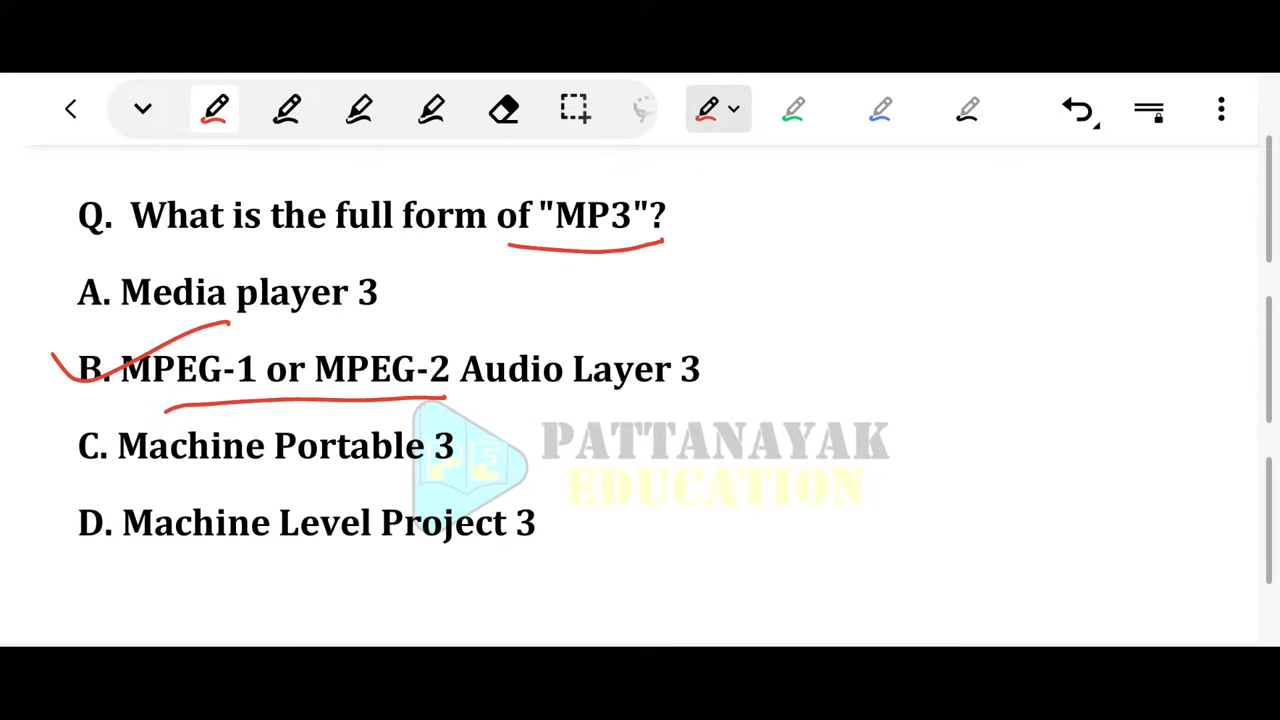 Q. What is the full form of "MP3"?
A. Media player 3
B. MPEG-1 or MPEG-2 Audio Layer 3
C. Machine Portable 3
D. Machine Level Project 3
PE
PATTANAYAK
EDUCATION